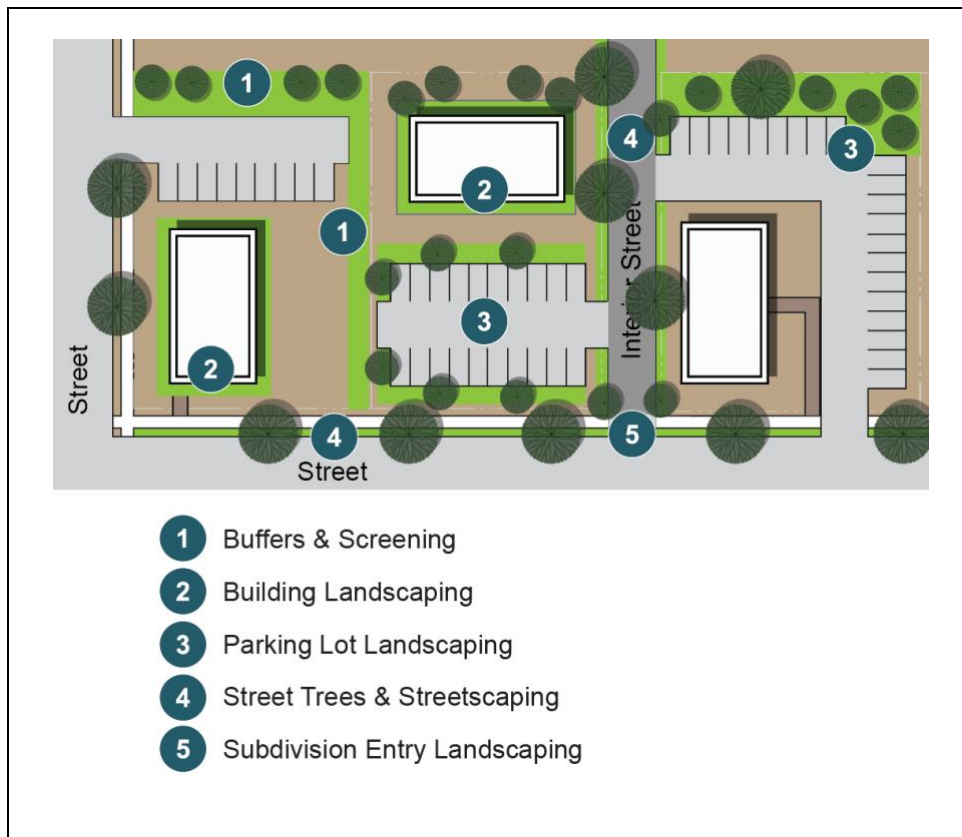 1
4
3
2
1
Interior Street
3
2
Street
4
5
Street
1 Buffers & Screening
2 Building Landscaping
3 Parking Lot Landscaping
4 Street Trees & Streetscaping
5 Subdivision Entry Landscaping